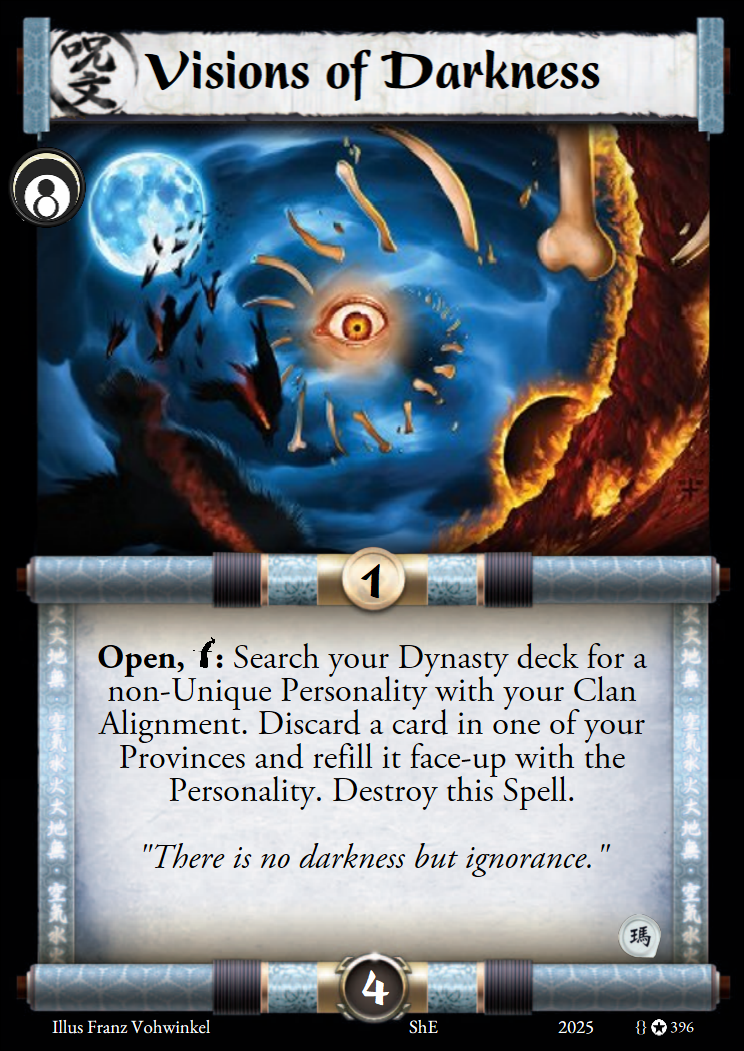 呪文
Visions of Darkness
1
Open, : Search your Dynasty deck for a
non-Unique Personality with your Clan
Alignment. Discard a card in one of your
Provinces and refill it face-up with the
Personality. Destroy this Spell.
"There is no darkness but ignorance."
瑪
4
Illus Franz Vohwinkel ShE 2025 {} 396